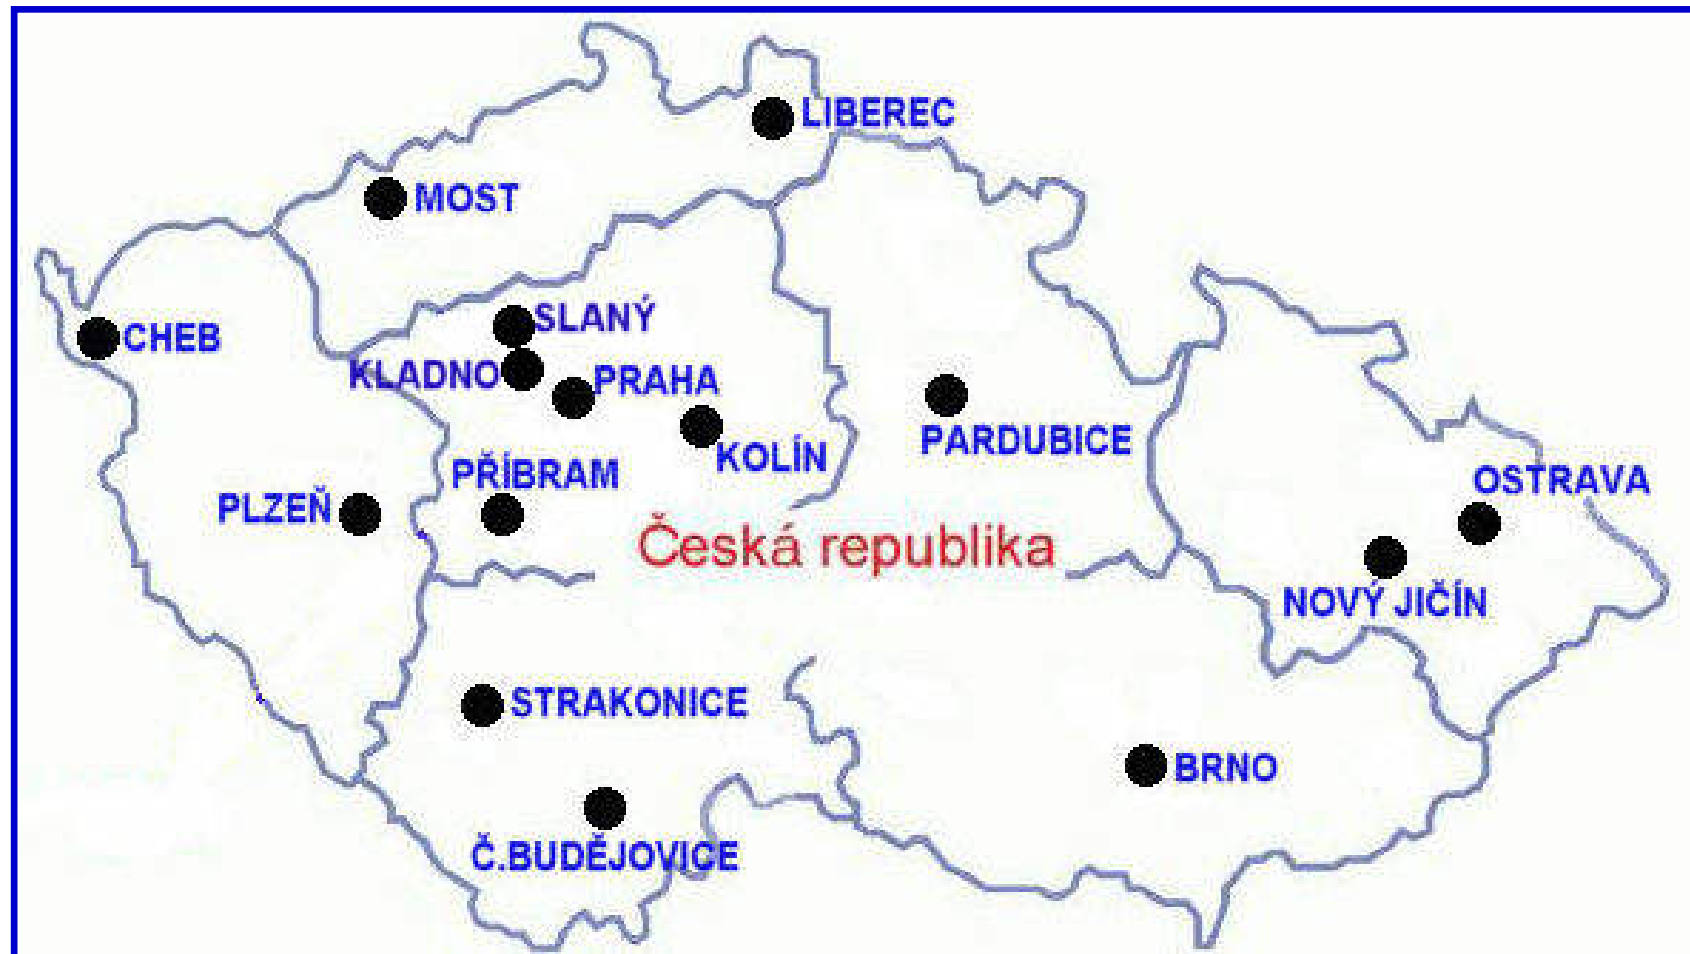 LIBEREC
MOST
SLANÝ
CHEB
KLADNO
PRAHA
PARDUBICE
KOLÍN
PŘÍBRAM
OSTRAVA
PLZEŇ
Česká republika
NOVÝ JIČÍN
STRAKONICE
BRNO
Č.BUDĚJOVICE